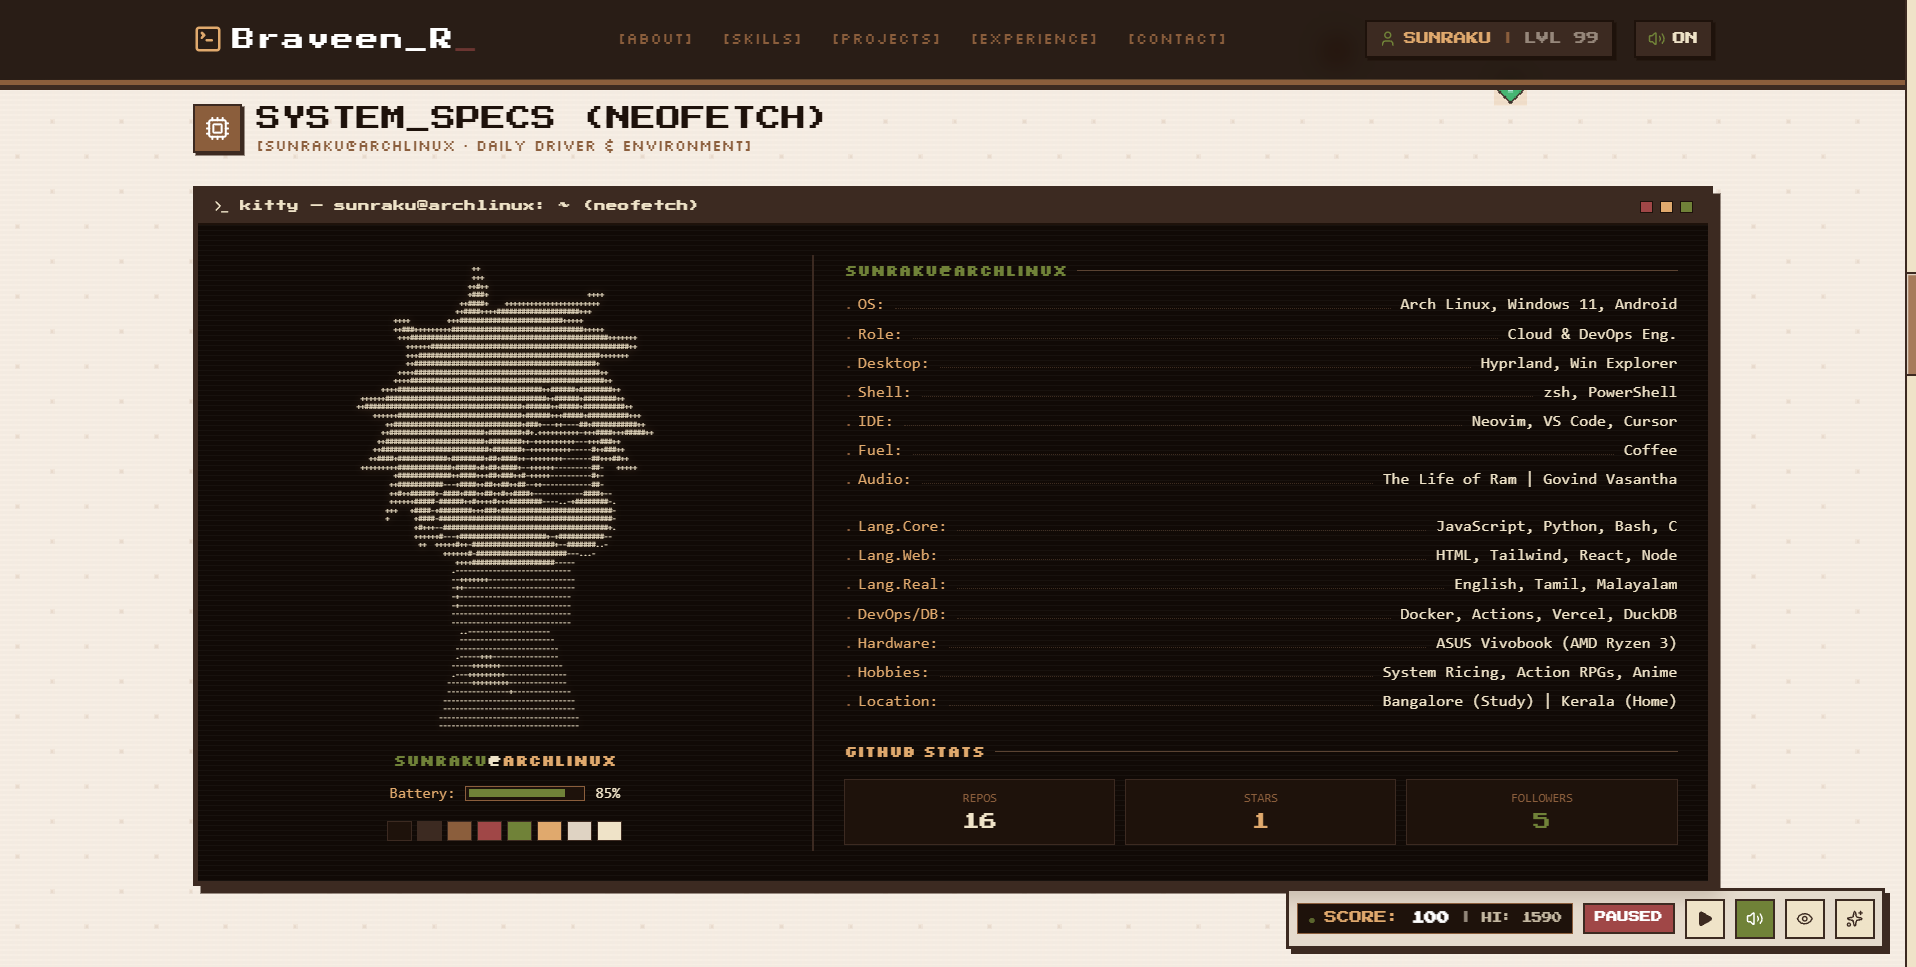 Braveen_R_
[ABOUT] [SKILLS] [PROJECTS] [EXPERIENCE] [CONTACT]
SUNRAKU | LVL 99
ON
SYSTEM_SPECS (NEOFETCH)
[SUNRAKU@ARCHLINUX · DAILY DRIVER & ENVIRONMENT]
>_ kitty — sunraku@archlinux: ~ (neofetch)
SUNRAKU@ARCHLINUX
Battery: 85%
SUNRAKU@ARCHLINUX
. OS: Arch Linux, Windows 11, Android
. Role: Cloud & DevOps Eng.
. Desktop: Hyprland, Win Explorer
. Shell: zsh, PowerShell
. IDE: Neovim, VS Code, Cursor
. Fuel: Coffee
. Audio: The Life of Ram | Govind Vasantha
. Lang.Core: JavaScript, Python, Bash, C
. Lang.Web: HTML, Tailwind, React, Node
. Lang.Real: English, Tamil, Malayalam
. DevOps/DB: Docker, Actions, Vercel, DuckDB
. Hardware: ASUS Vivobook (AMD Ryzen 3)
. Hobbies: System Ricing, Action RPGs, Anime
. Location: Bangalore (Study) | Kerala (Home)
GITHUB STATS
REPOS
16
STARS
1
FOLLOWERS
5
SCORE: 100 | HI: 1590
PAUSED